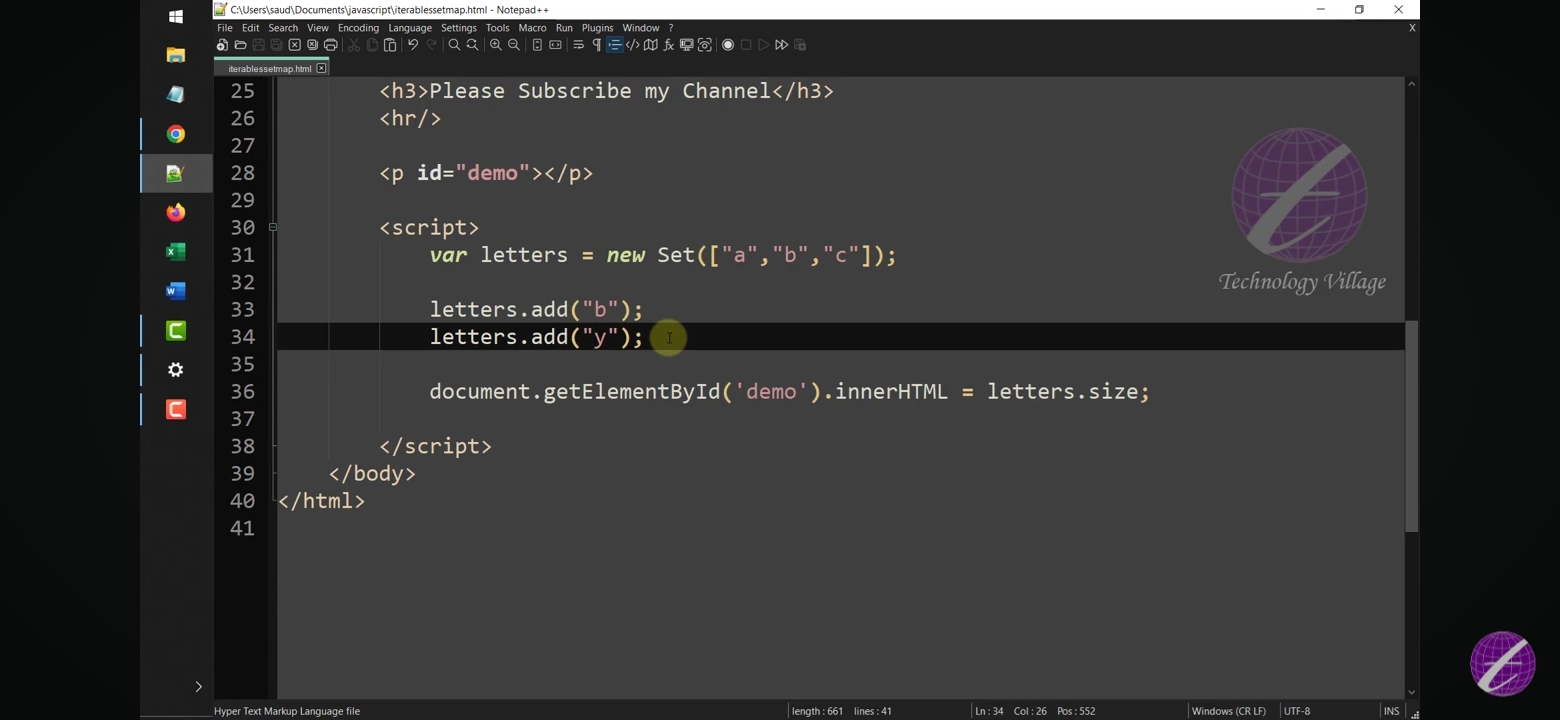 C:\Users\saud\Documents\javascript\iterablessetmap.html - Notepad++
File Edit Search View Encoding Language Settings Tools Macro Run Plugins Window ? X
iterablessetmap.html
25 <h3>Please Subscribe my Channel</h3>
26 <hr/>
27
28 <p id="demo"></p>
29
30 <script>
31 var letters = new Set(["a","b","c"]);
32
33 letters.add("b");
34 letters.add("y");
35
36 document.getElementById('demo').innerHTML = letters.size;
37
38 </script>
39 </body>
40 </html>
41
Technology Village
Hyper Text Markup Language file length : 661 lines : 41 Ln : 34 Col : 26 Pos : 552 Windows (CR LF) UTF-8 INS